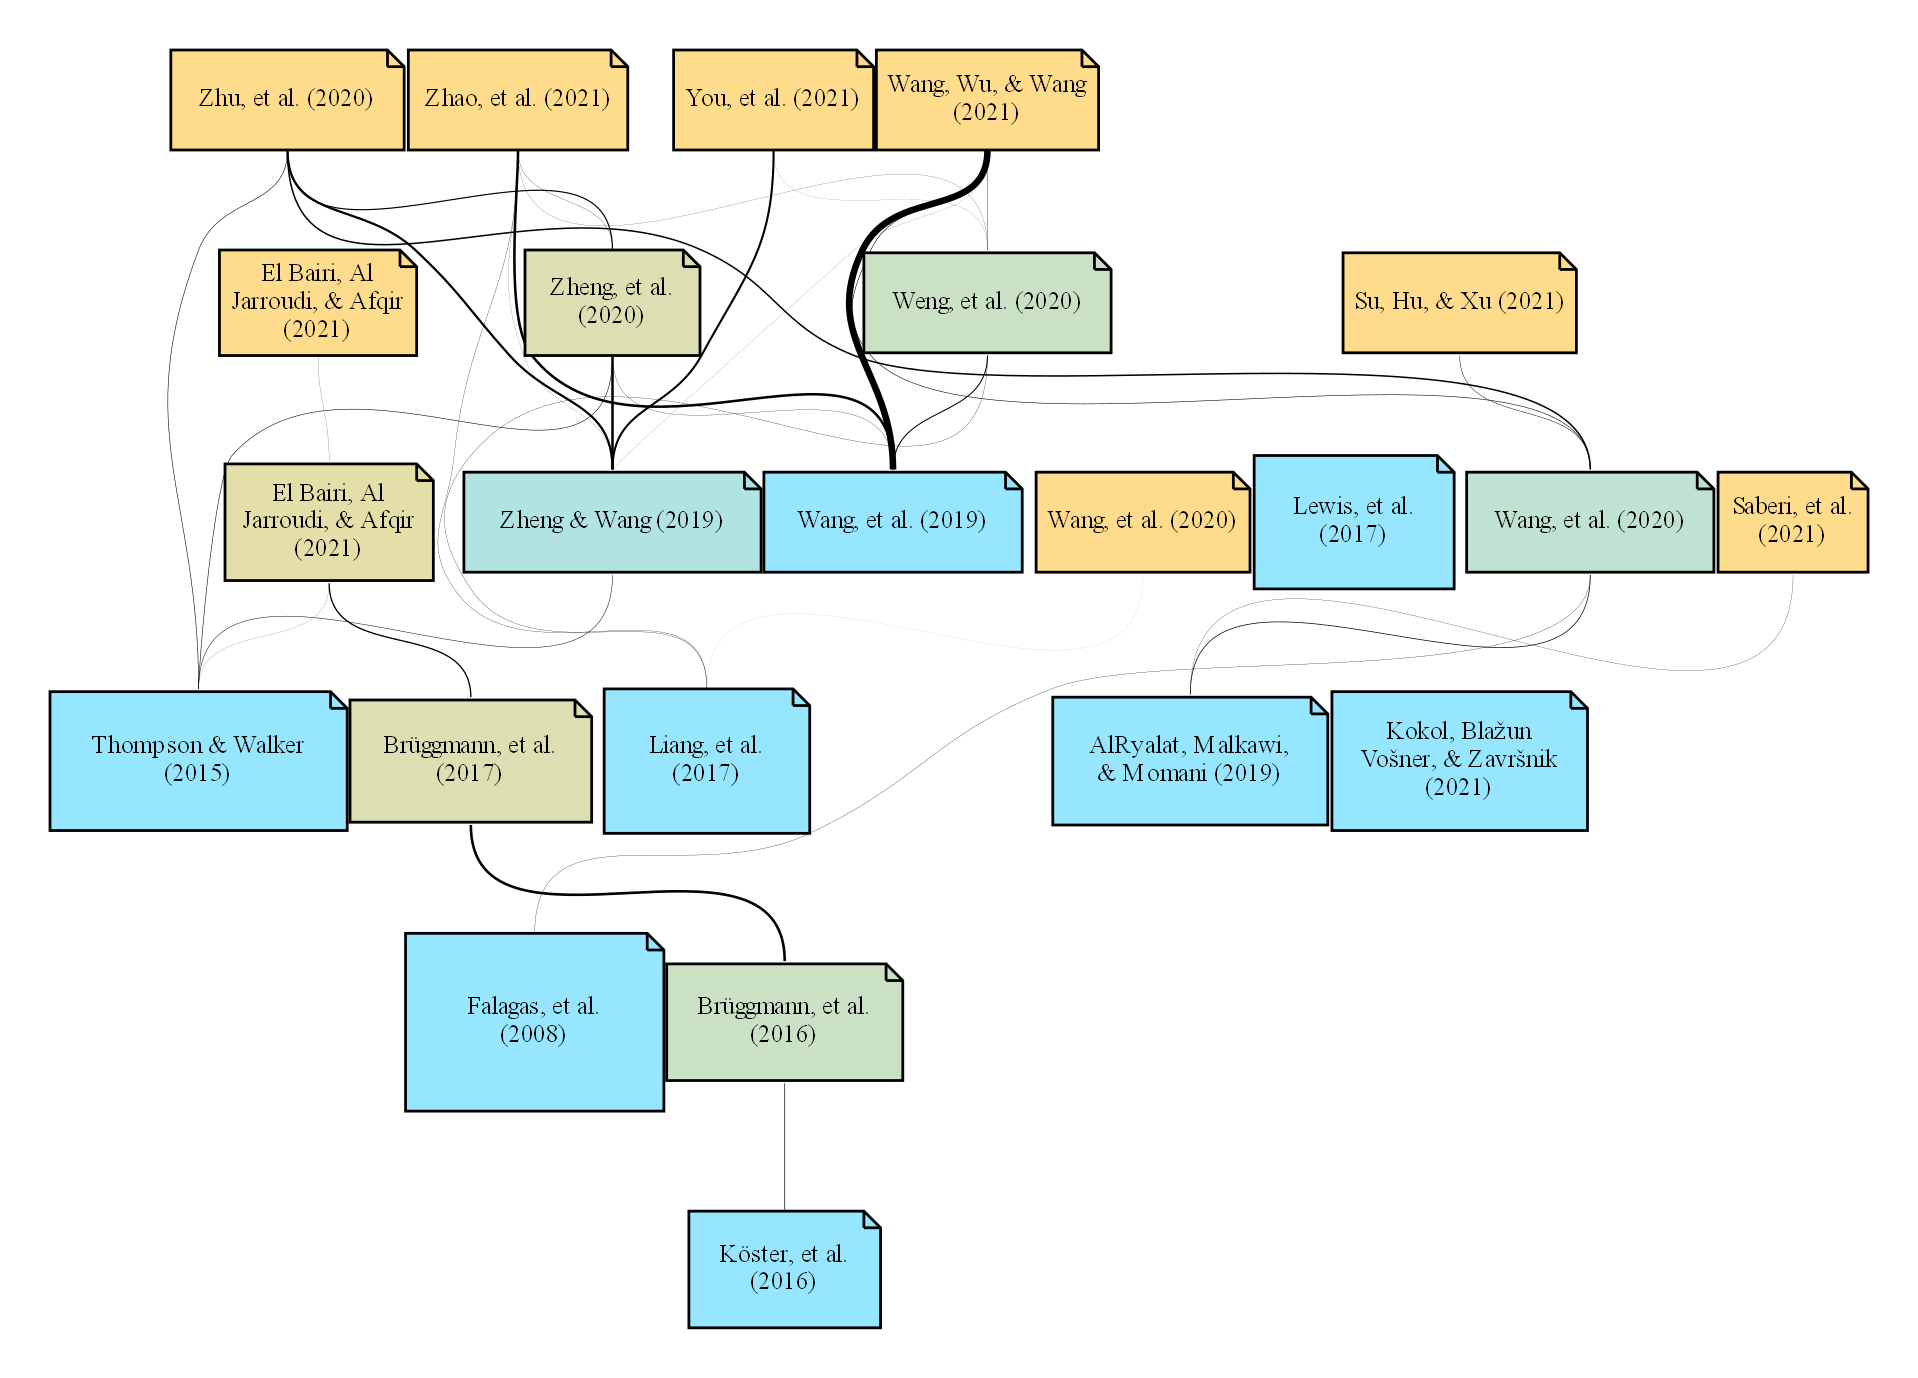 Zhu, et al. (2020)
Zhao, et al. (2021)
You, et al. (2021)
Wang, Wu, & Wang
(2021)
El Bairi, Al
Jarroudi, & Afqir
(2021)
Zheng, et al.
(2020)
Weng, et al. (2020)
Su, Hu, & Xu (2021)
El Bairi, Al
Jarroudi, & Afqir
(2021)
Zheng & Wang (2019)
Wang, et al. (2019)
Wang, et al. (2020)
Lewis, et al.
(2017)
Wang, et al. (2020)
Saberi, et al.
(2021)
Thompson & Walker
(2015)
Brüggmann, et al.
(2017)
Liang, et al.
(2017)
AlRyalat, Malkawi,
& Momani (2019)
Kokol, Blažun
Vošner, & Završnik
(2021)
Falagas, et al.
(2008)
Brüggmann, et al.
(2016)
Köster, et al.
(2016)